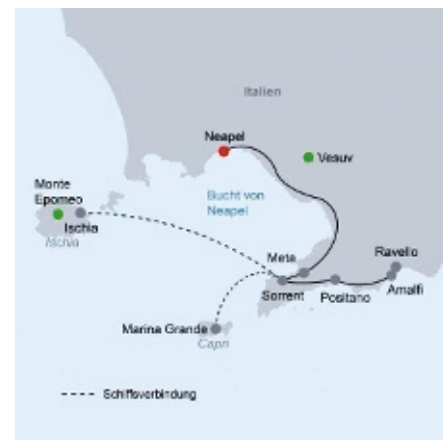 Italien
Neapel
Vesuv
Monte
Epomeo
Bucht von
Neapel
Ischia
Ischia
Meta
Ravello
Sorrent
Positano
Amalfi
Marina Grande
Capri
Schiffsverbindung